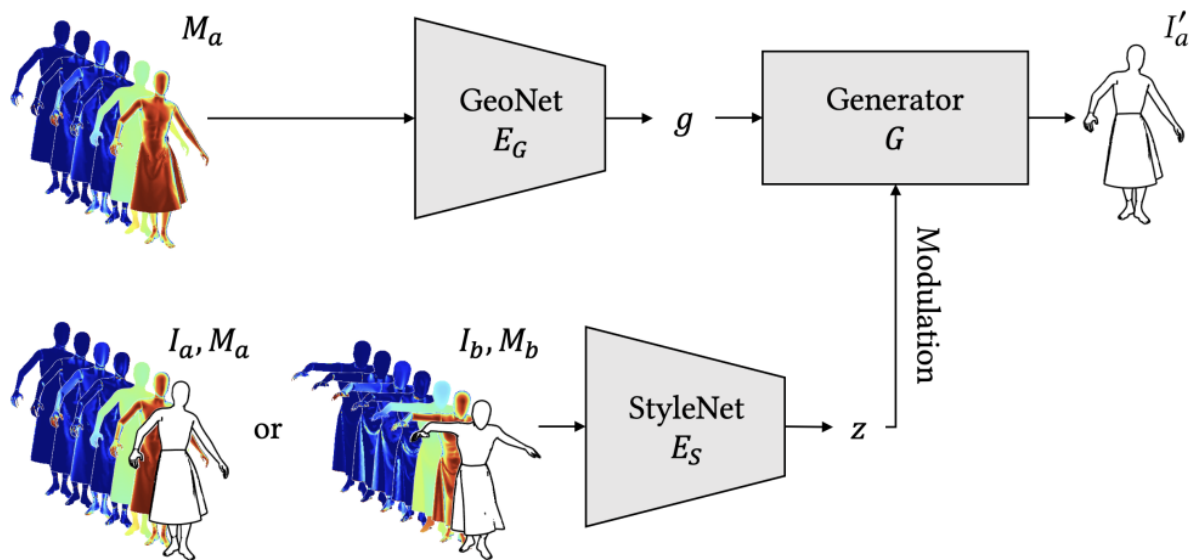 M_a
GeoNet
E_G
g
Generator
G
I'_a
Modulation
I_a, M_a
or
I_b, M_b
StyleNet
E_S
z